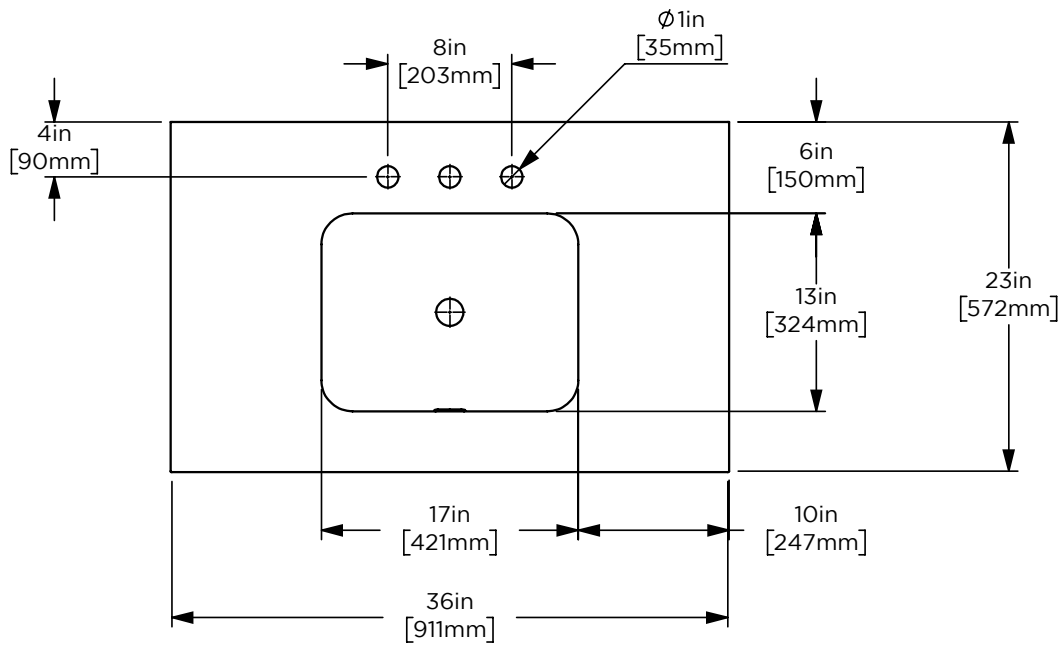 Ø1in
[35mm]
8in
[203mm]
4in
[90mm]
6in
[150mm]
13in
[324mm]
23in
[572mm]
17in
[421mm]
10in
[247mm]
36in
[911mm]